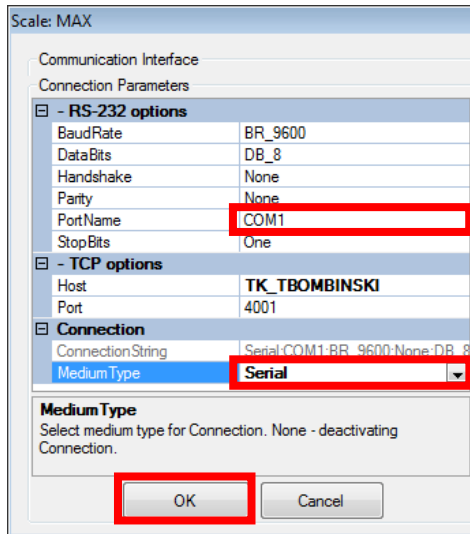 Scale: MAX
Communication Interface
Connection Parameters
- RS-232 options
BaudRate BR_9600
DataBits DB_8
Handshake None
Parity None
PortName COM1
StopBits One
- TCP options
Host TK_TBOMBINSKI
Port 4001
Connection
ConnectionString Serial:COM1:BR_9600:None:DB_8
MediumType Serial
MediumType
Select medium type for Connection. None - deactivating
Connection.
OK Cancel